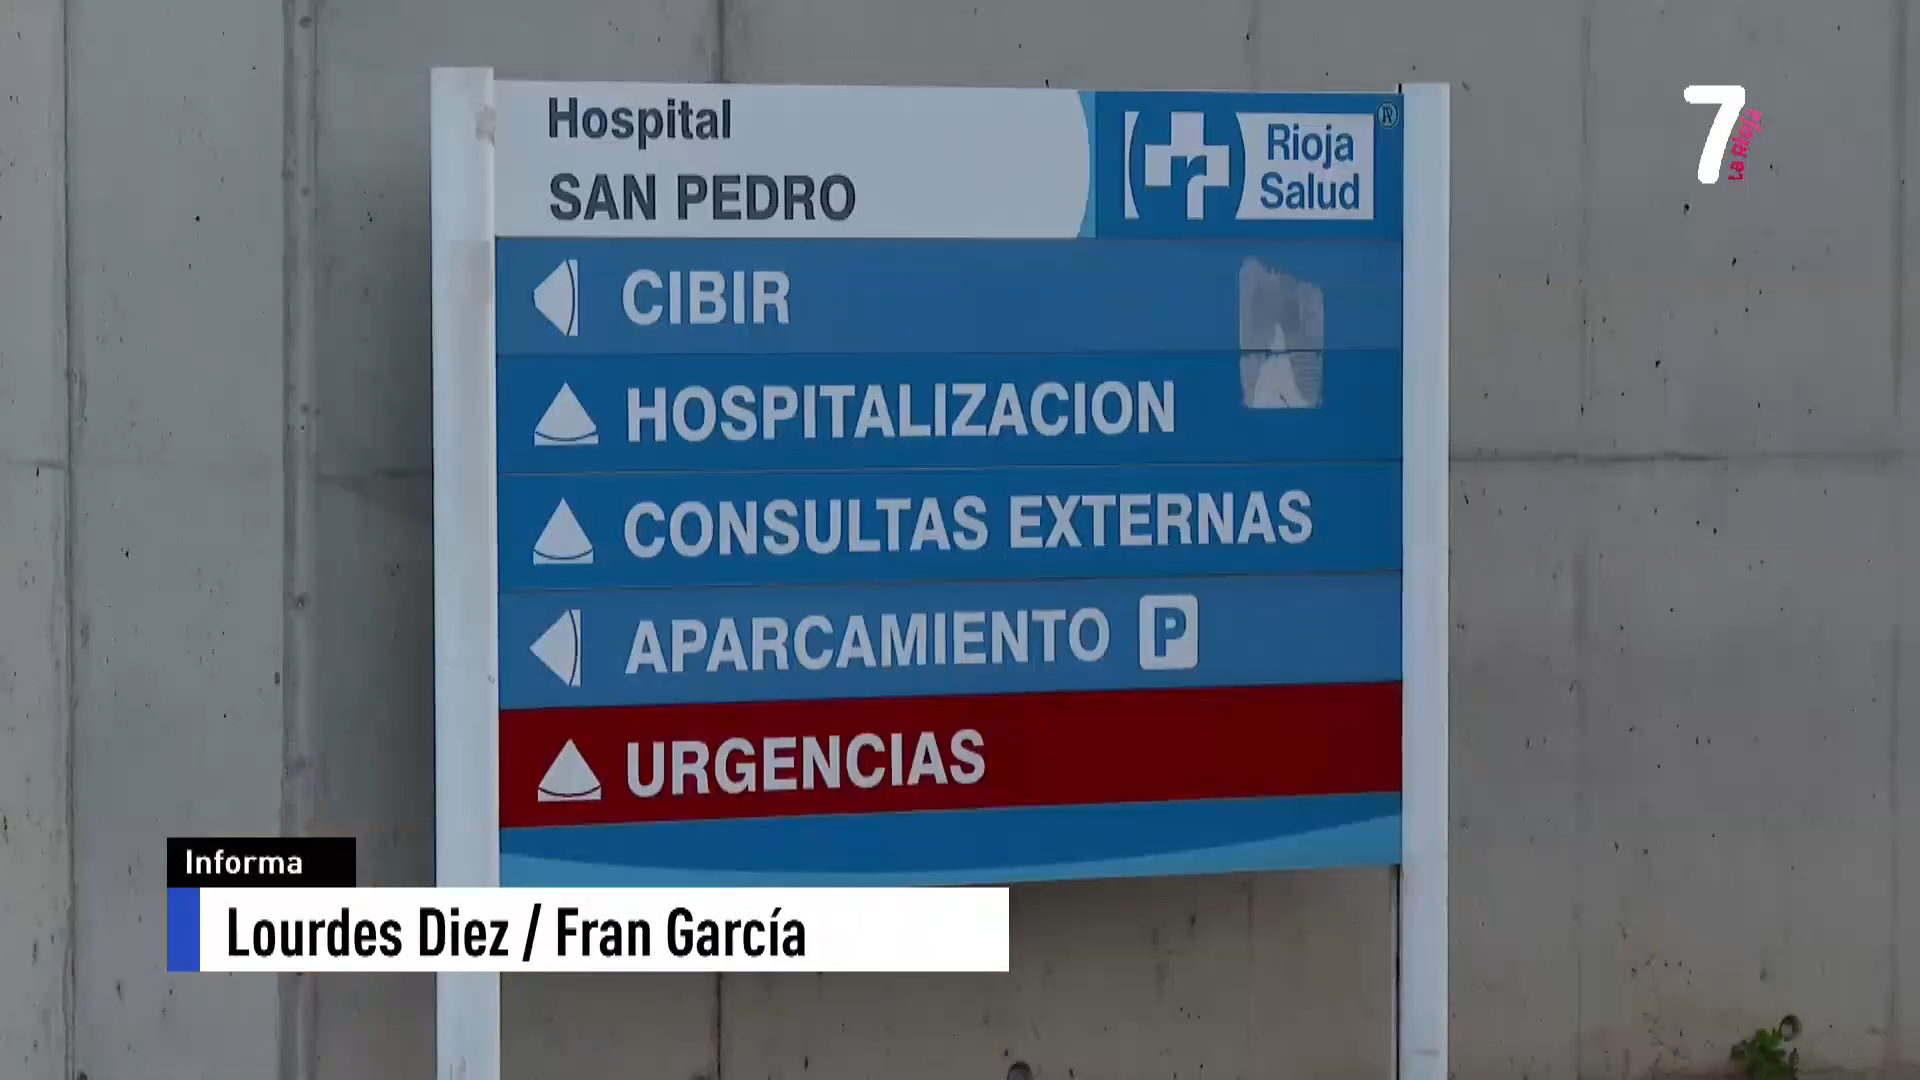 Hospital
SAN PEDRO
Rioja
Salud
®
7
La Rioja
CIBIR
HOSPITALIZACION
CONSULTAS EXTERNAS
APARCAMIENTO P
URGENCIAS
Informa
Lourdes Diez / Fran García